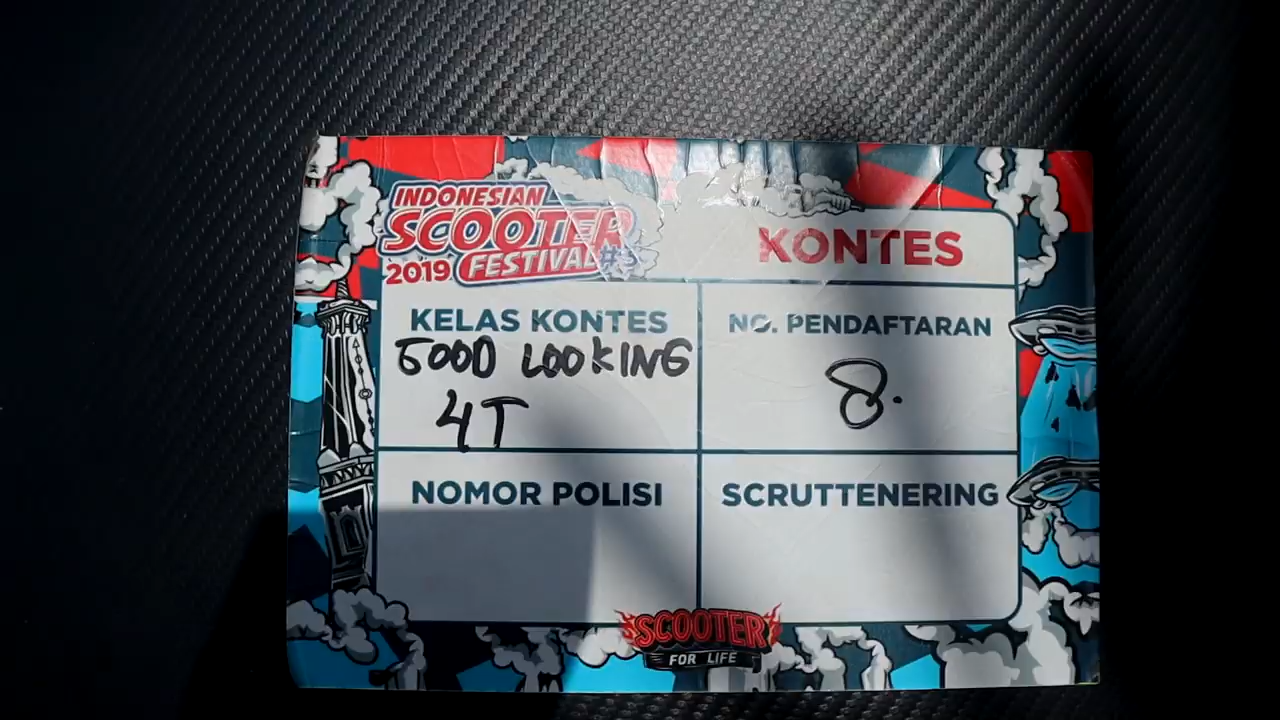 INDONESIAN
SCOOTER
2019 FESTIVAL #3
KONTES
KELAS KONTES
GOOD LOOKING
4T
NO. PENDAFTARAN
8.
NOMOR POLISI
SCRUTTENERING
SCOOTER
FOR LIFE